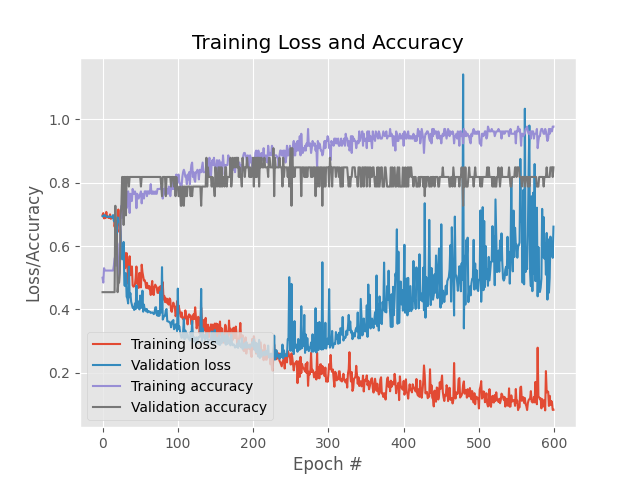 Training Loss and Accuracy
Loss/Accuracy
1.0
0.8
0.6
0.4
0.2
Training loss
Validation loss
Training accuracy
Validation accuracy
0 100 200 300 400 500 600
Epoch #